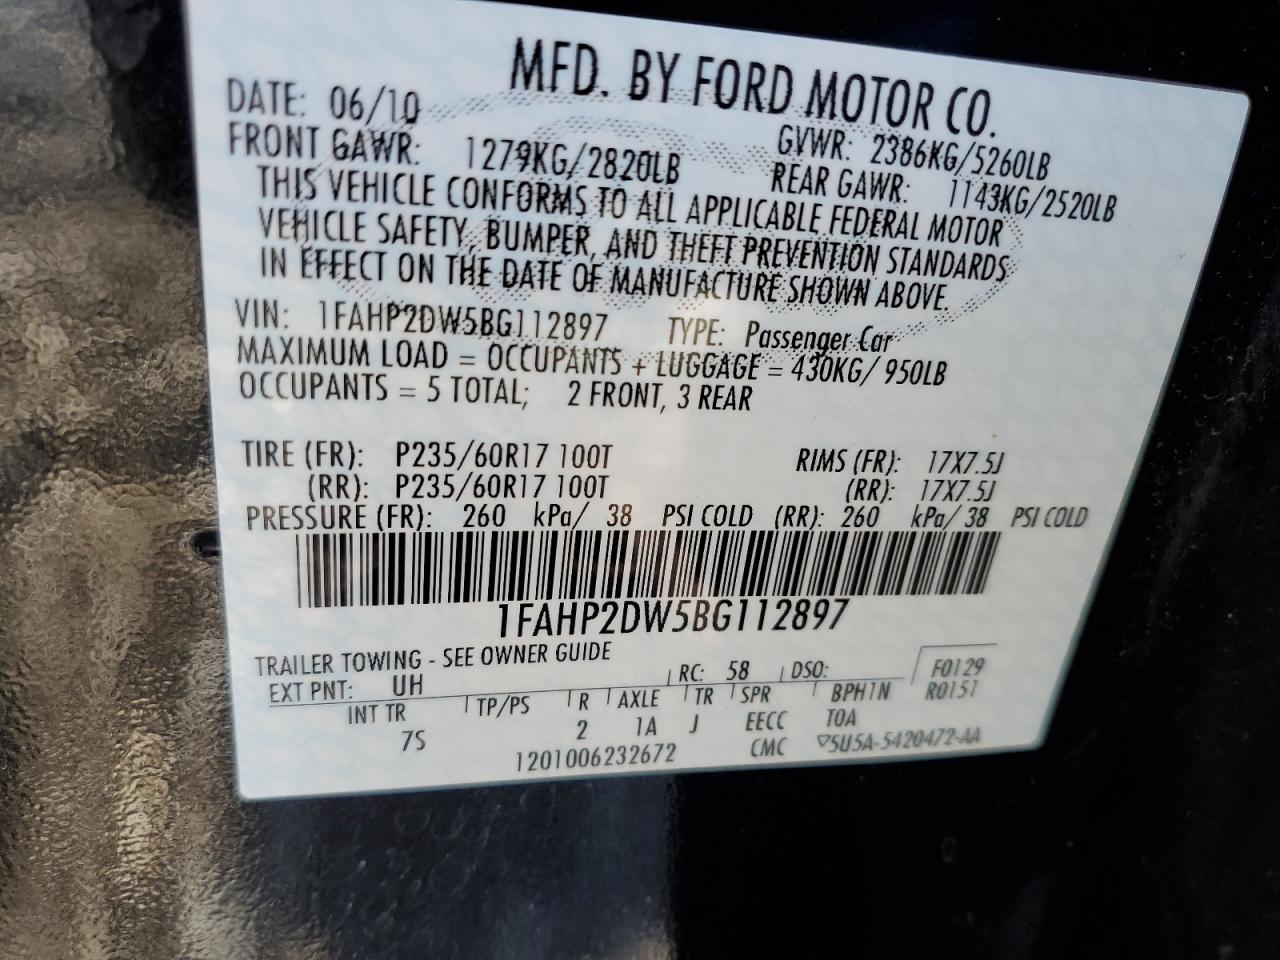 MFD. BY FORD MOTOR CO.
DATE: 06/10 GVWR: 2386KG/5260LB
FRONT GAWR: 1279KG/2820LB REAR GAWR: 1143KG/2520LB
THIS VEHICLE CONFORMS TO ALL APPLICABLE FEDERAL MOTOR
VEHICLE SAFETY, BUMPER, AND THEFT PREVENTION STANDARDS
IN EFFECT ON THE DATE OF MANUFACTURE SHOWN ABOVE.
VIN: 1FAHP2DW5BG112897 TYPE: Passenger Car
MAXIMUM LOAD = OCCUPANTS + LUGGAGE = 430KG/ 950LB
OCCUPANTS = 5 TOTAL; 2 FRONT, 3 REAR
TIRE (FR): P235/60R17 100T RIMS (FR): 17X7.5J
(RR): P235/60R17 100T (RR): 17X7.5J
PRESSURE (FR): 260 kPa/ 38 PSI COLD (RR): 260 kPa/ 38 PSI COLD
1FAHP2DW5BG112897
TRAILER TOWING - SEE OWNER GUIDE
EXT PNT: UH RC: 58 DSO: F0129
INT TR TP/PS R AXLE TR SPR BPH1N R0151
7S 2 1A J EECC T0A
1201006232672 CMC ▽5U5A-5420472-AA